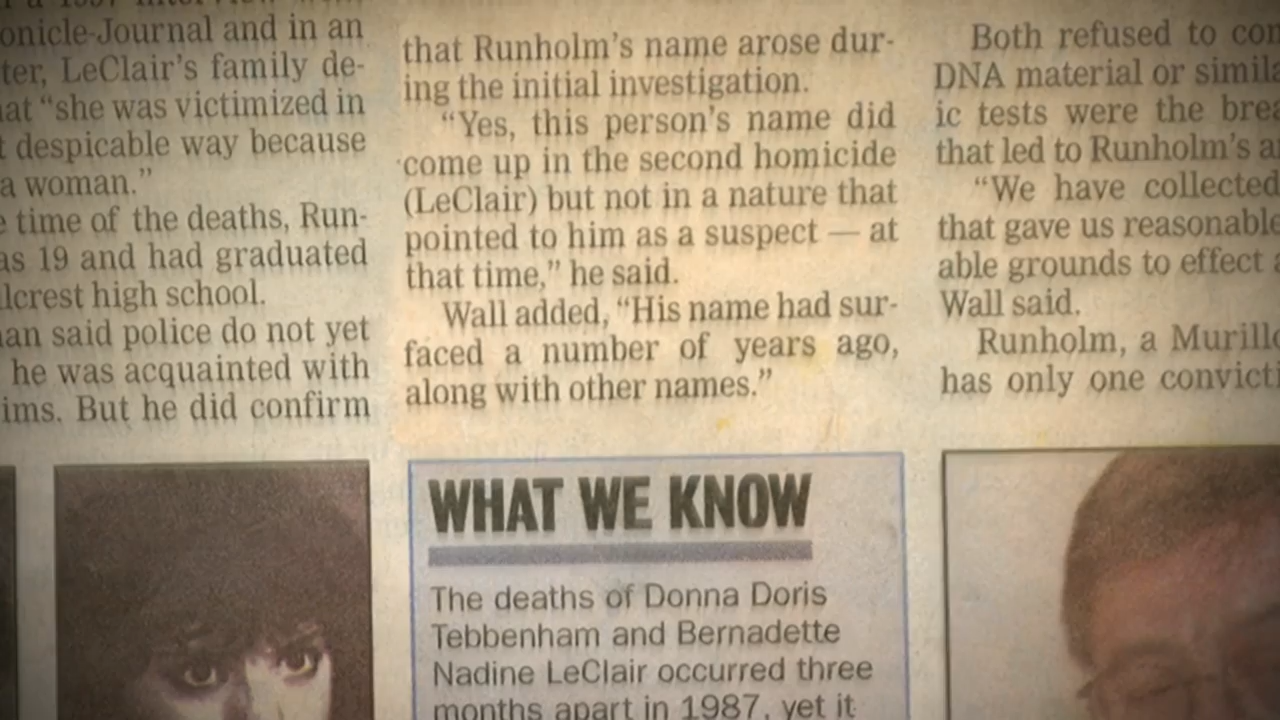 onicle-Journal and in an
ter, LeClair's family de-
at "she was victimized in
t despicable way because
a woman."
e time of the deaths, Run-
as 19 and had graduated
lcrest high school.
an said police do not yet
he was acquainted with
ims. But he did confirm
that Runholm's name arose dur-
ing the initial investigation.
"Yes, this person's name did
come up in the second homicide
(LeClair) but not in a nature that
pointed to him as a suspect — at
that time," he said.
Wall added, "His name had sur-
faced a number of years ago,
along with other names."
WHAT WE KNOW
The deaths of Donna Doris
Tebbenham and Bernadette
Nadine LeClair occurred three
months apart in 1987, yet it
Both refused to con
DNA material or simila
ic tests were the brea
that led to Runholm's a
"We have collected
that gave us reasonable
able grounds to effect a
Wall said.
Runholm, a Murillo
has only one convicti